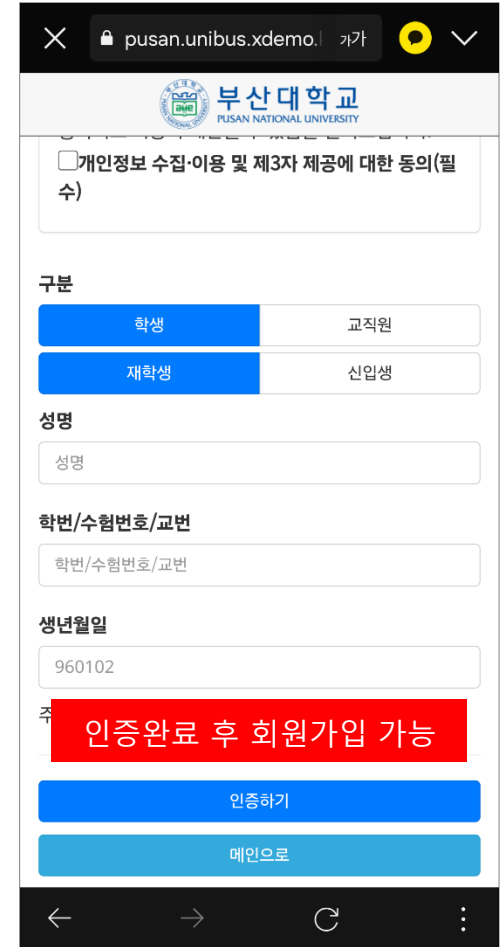 pusan.unibus.xdemo. 가가
부산대학교
PUSAN NATIONAL UNIVERSITY
개인정보 수집·이용 및 제3자 제공에 대한 동의(필
수)
구분
학생 교직원
재학생 신입생
성명
성명
학번/수험번호/교번
학번/수험번호/교번
생년월일
960102
인증완료 후 회원가입 가능
인증하기
메인으로